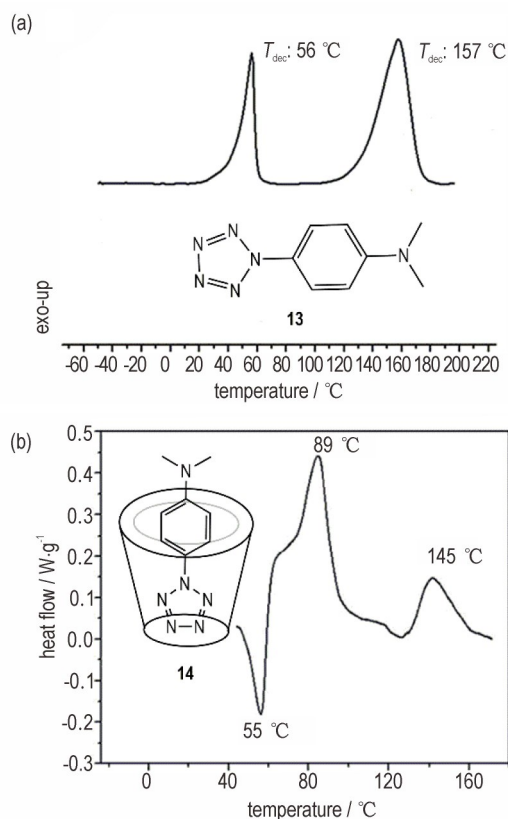 (a)
Tdec: 56 ℃
Tdec: 157 ℃
N
N
N
N
N
N
13
exo-up
-60 -40 -20 0 20 40 60 80 100 120 140 160 180 200 220
temperature / ℃
(b)
0.5
0.4
0.3
0.2
0.1
0.0
-0.1
-0.2
-0.3
heat flow / W·g-1
89 ℃
145 ℃
55 ℃
N
N
N
N
N
N
14
0 40 80 120 160
temperature / ℃